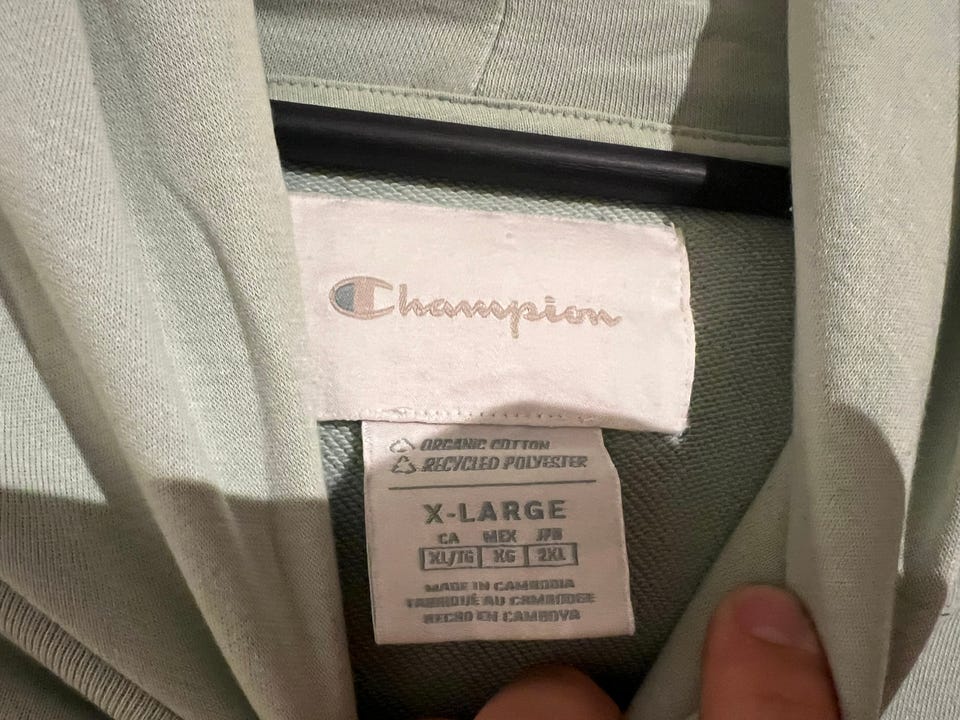 Champion
ORGANIC COTTON
RECYCLED POLYESTER
X-LARGE
CA MEX JPN
XL/TG XG 2XL
MADE IN CAMBODIA
FABRIQUÉ AU CAMBODGE
HECHO EN CAMBOYA